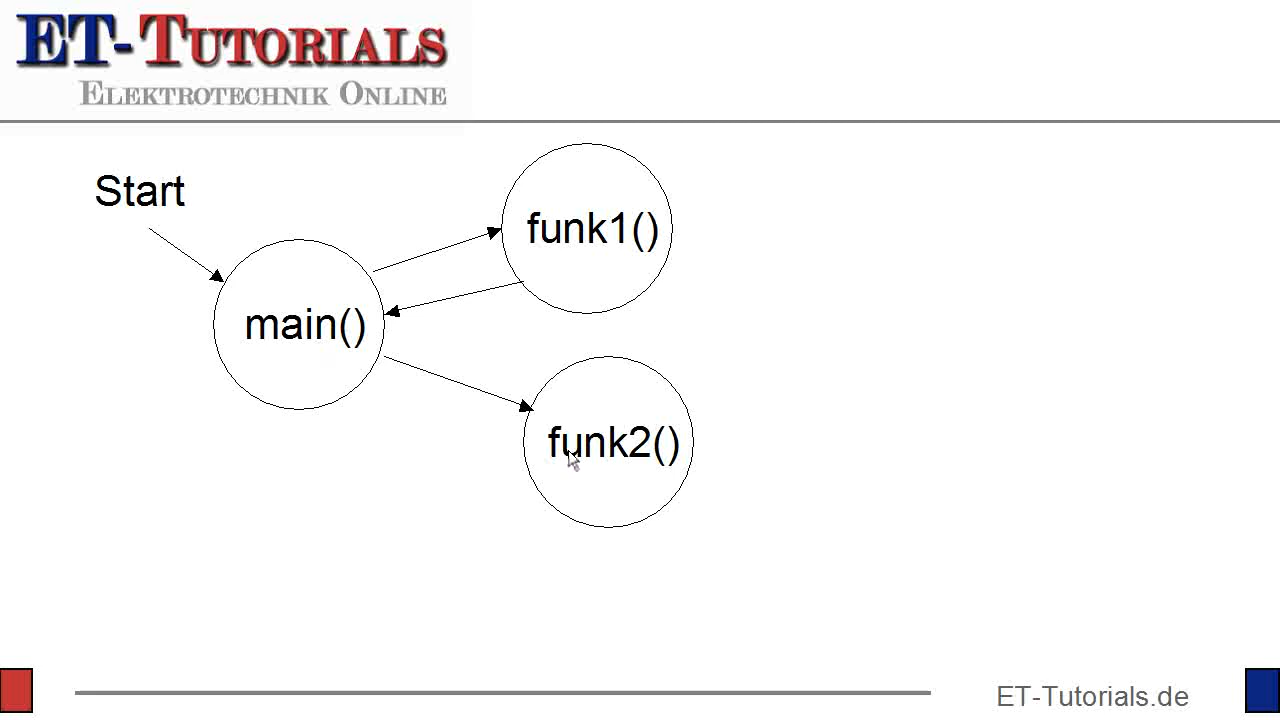 ET-TUTORIALS
ELEKTROTECHNIK ONLINE
Start
funk1()
main()
funk2()
ET-Tutorials.de